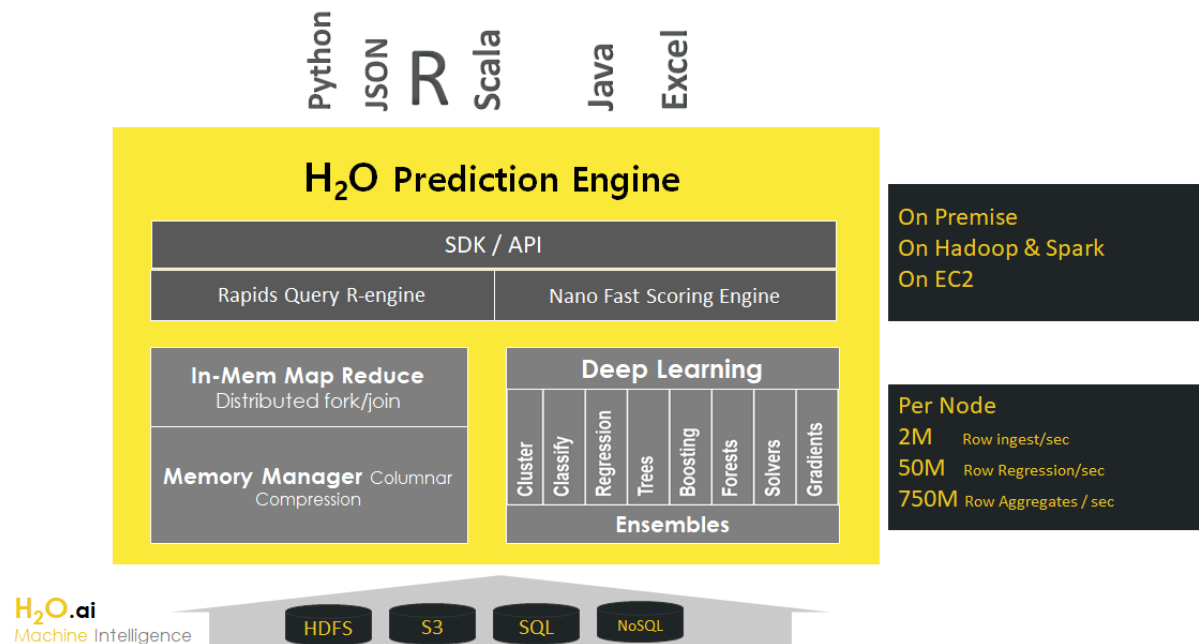 Python
JSON
R
Scala
Java
Excel
H₂O Prediction Engine
SDK / API
Rapids Query R-engine
Nano Fast Scoring Engine
In-Mem Map Reduce
Distributed fork/join
Memory Manager Columnar
Compression
Deep Learning
Cluster
Classify
Regression
Trees
Boosting
Forests
Solvers
Gradients
Ensembles
On Premise
On Hadoop & Spark
On EC2
Per Node
2M Row ingest/sec
50M Row Regression/sec
750M Row Aggregates / sec
H₂O.ai
Machine Intelligence
HDFS
S3
SQL
NoSQL